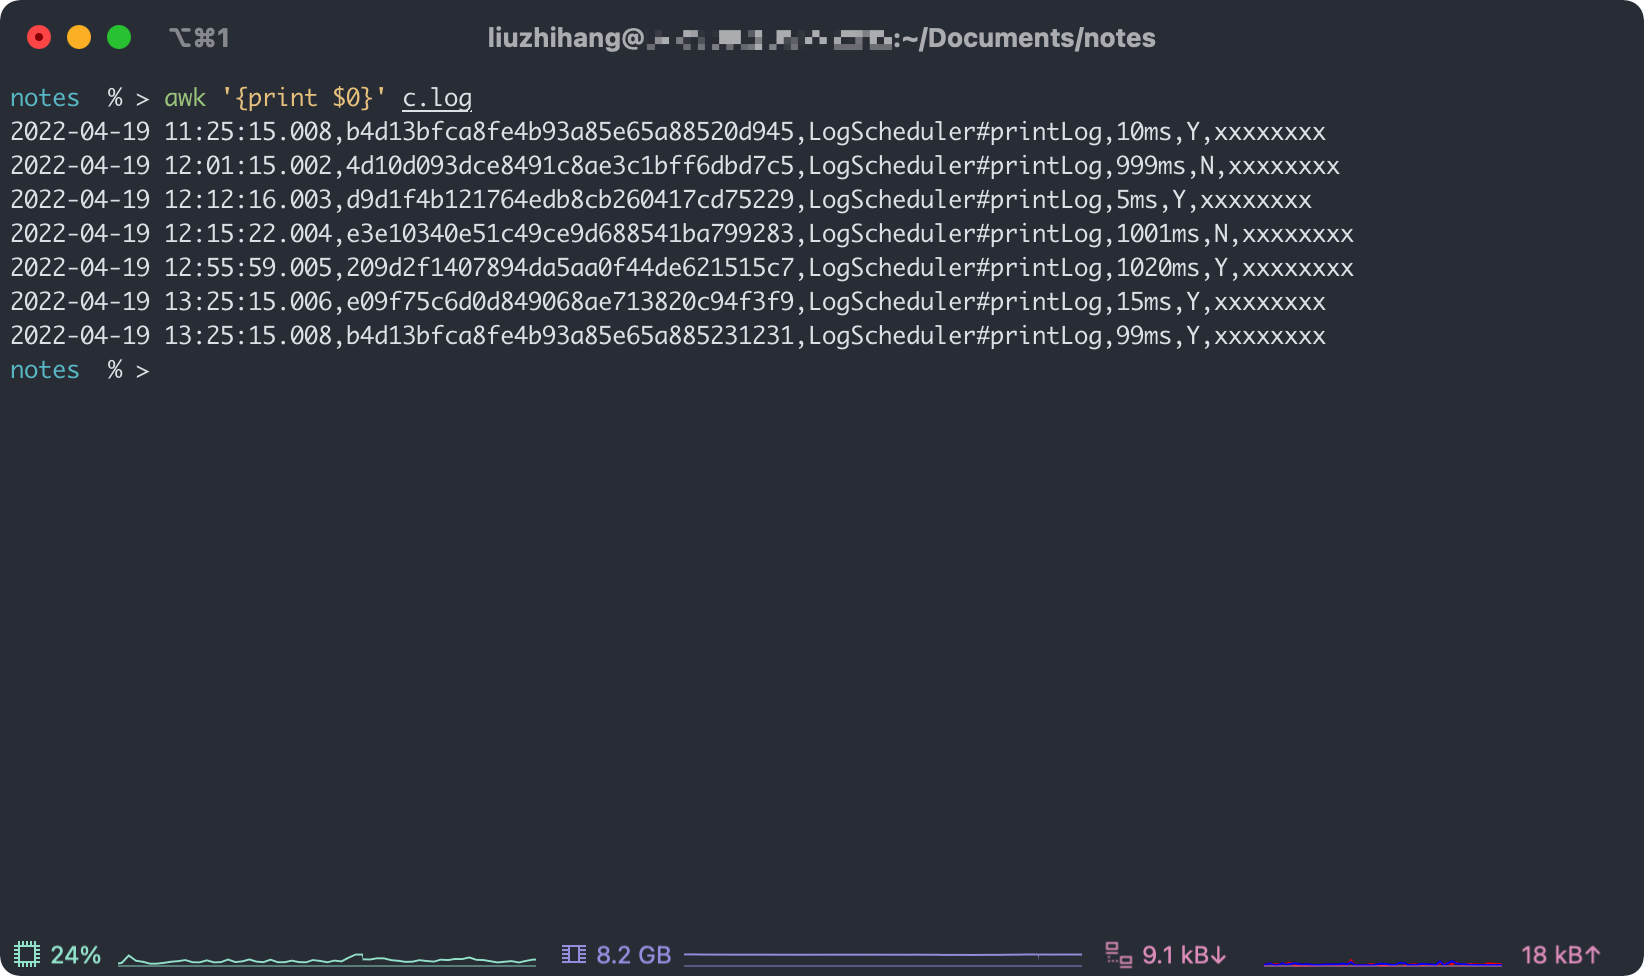 ⌥⌘1 liuzhihang@ :~/Documents/notes
notes % > awk '{print $0}' c.log
2022-04-19 11:25:15.008,b4d13bfca8fe4b93a85e65a88520d945,LogScheduler#printLog,10ms,Y,xxxxxxxx
2022-04-19 12:01:15.002,4d10d093dce8491c8ae3c1bff6dbd7c5,LogScheduler#printLog,999ms,N,xxxxxxxx
2022-04-19 12:12:16.003,d9d1f4b121764edb8cb260417cd75229,LogScheduler#printLog,5ms,Y,xxxxxxxx
2022-04-19 12:15:22.004,e3e10340e51c49ce9d688541ba799283,LogScheduler#printLog,1001ms,N,xxxxxxxx
2022-04-19 12:55:59.005,209d2f1407894da5aa0f44de621515c7,LogScheduler#printLog,1020ms,Y,xxxxxxxx
2022-04-19 13:25:15.006,e09f75c6d0d849068ae713820c94f3f9,LogScheduler#printLog,15ms,Y,xxxxxxxx
2022-04-19 13:25:15.008,b4d13bfca8fe4b93a85e65a885231231,LogScheduler#printLog,99ms,Y,xxxxxxxx
notes % >
24% 8.2 GB 9.1 kB↓ 18 kB↑